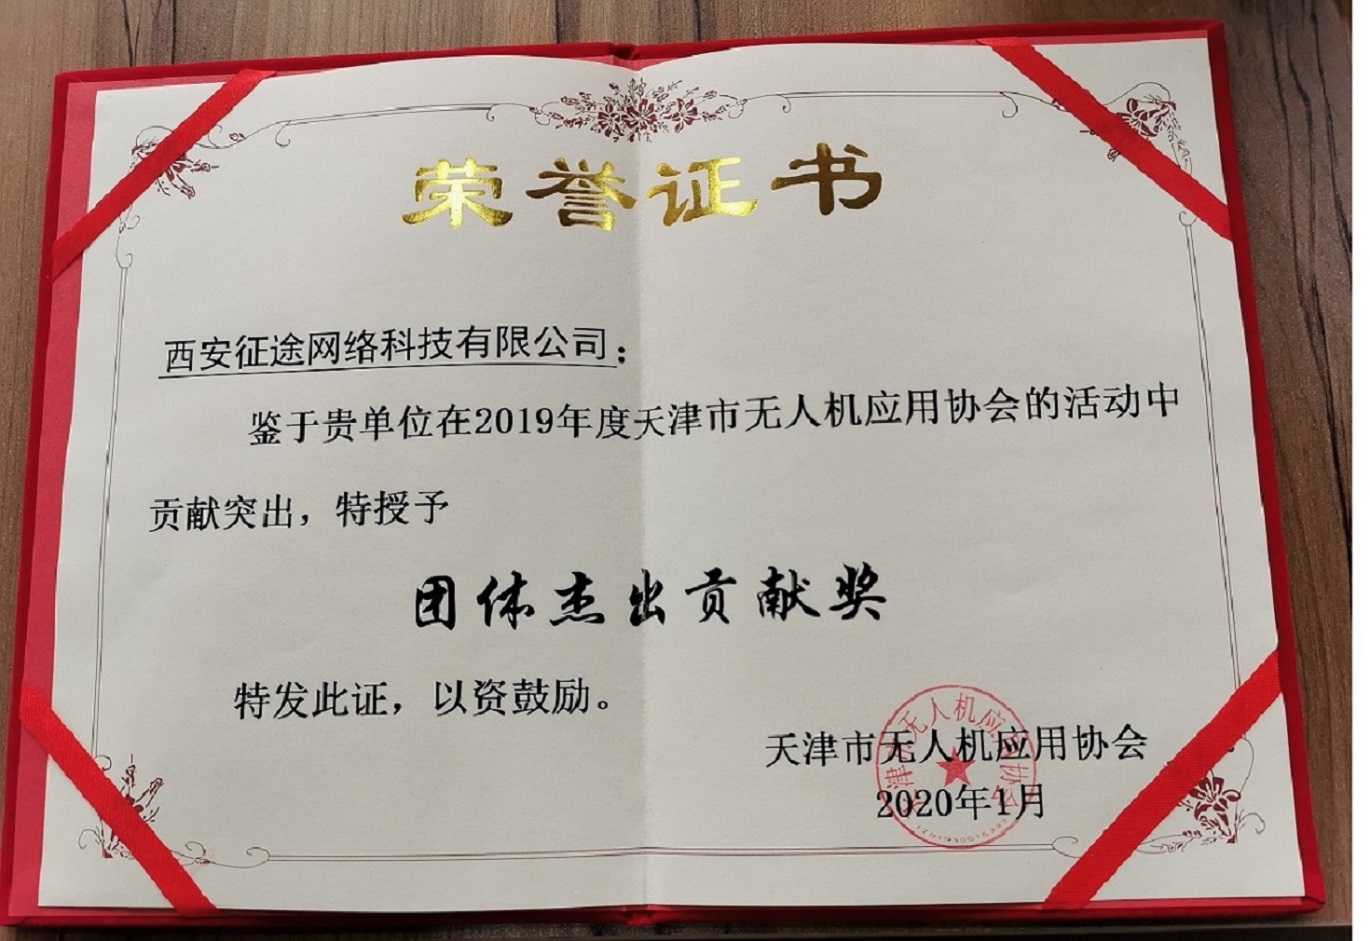 荣誉证书
西安征途网络科技有限公司：
鉴于贵单位在2019年度天津市无人机应用协会的活动中
贡献突出，特授予
团体杰出贡献奖
特发此证，以资鼓励。
天津市无人机应用协会
2020年1月